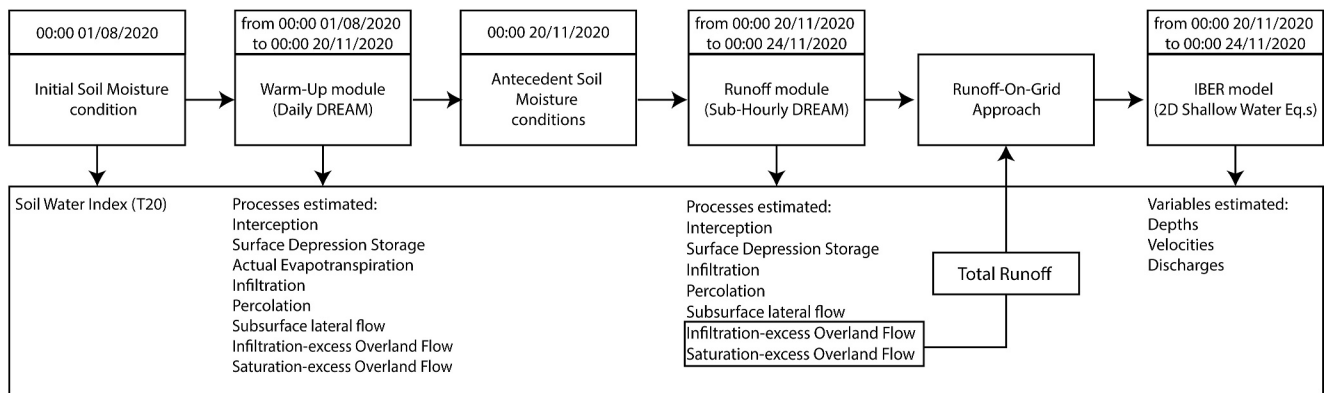 00:00 01/08/2020
Initial Soil Moisture
condition
from 00:00 01/08/2020
to 00:00 20/11/2020
Warm-Up module
(Daily DREAM)
00:00 20/11/2020
Antecedent Soil
Moisture
conditions
from 00:00 20/11/2020
to 00:00 24/11/2020
Runoff module
(Sub-Hourly DREAM)
Runoff-On-Grid
Approach
from 00:00 20/11/2020
to 00:00 24/11/2020
IBER model
(2D Shallow Water Eq.s)
Soil Water Index (T20)
Processes estimated:
Interception
Surface Depression Storage
Actual Evapotranspiration
Infiltration
Percolation
Subsurface lateral flow
Infiltration-excess Overland Flow
Saturation-excess Overland Flow
Processes estimated:
Interception
Surface Depression Storage
Infiltration
Percolation
Subsurface lateral flow
Infiltration-excess Overland Flow
Saturation-excess Overland Flow
Total Runoff
Variables estimated:
Depths
Velocities
Discharges